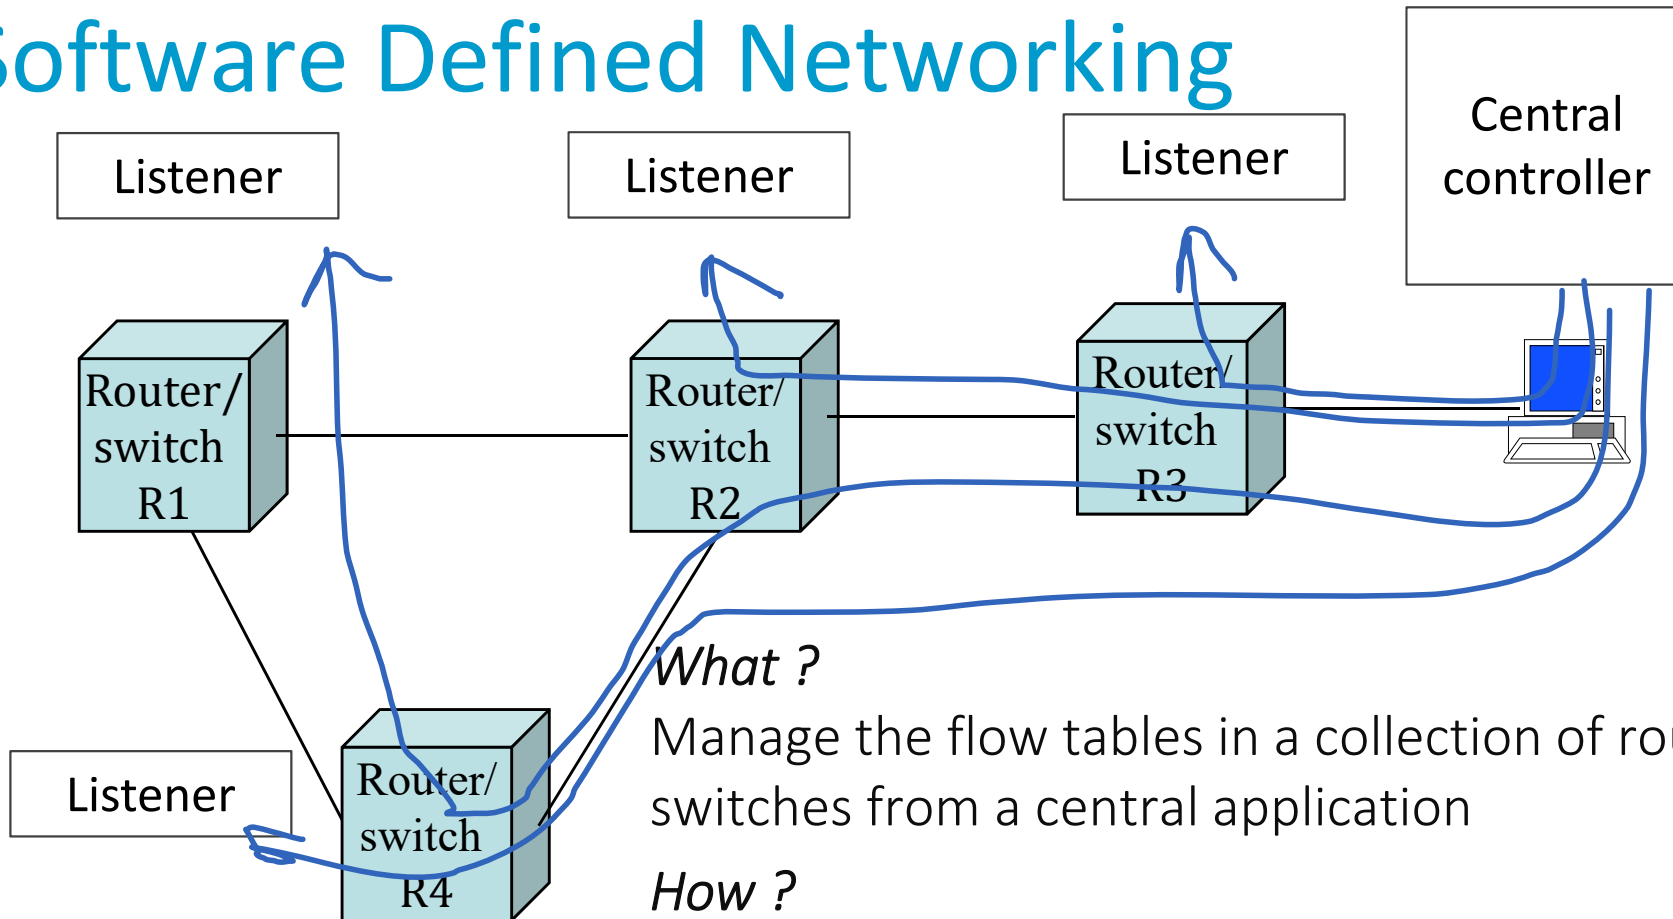 Software Defined Networking
Central
controller
Listener
Listener
Listener
Router/
switch
R1
Router/
switch
R2
Router/
switch
R3
What ?
Manage the flow tables in a collection of rou
switches from a central application
How ?
Listener
Router/
switch
R4